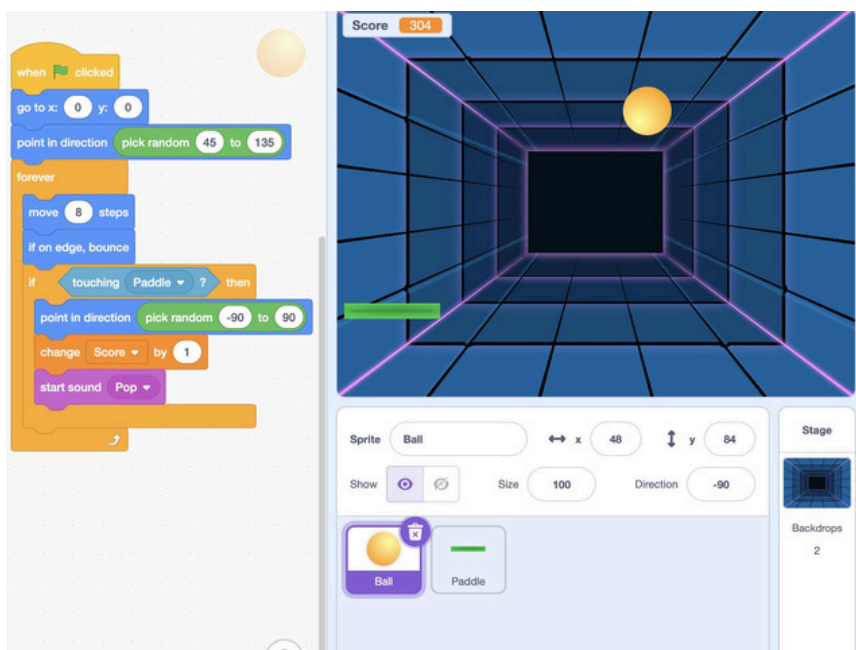 when clicked
go to x: 0 y: 0
point in direction pick random 45 to 135
forever
move 8 steps
if on edge, bounce
if touching Paddle ? then
point in direction pick random -90 to 90
change Score by 1
start sound Pop
Score 304
Sprite Ball x 48 y 84
Show Size 100 Direction -90
Ball
Paddle
Stage
Backdrops
2